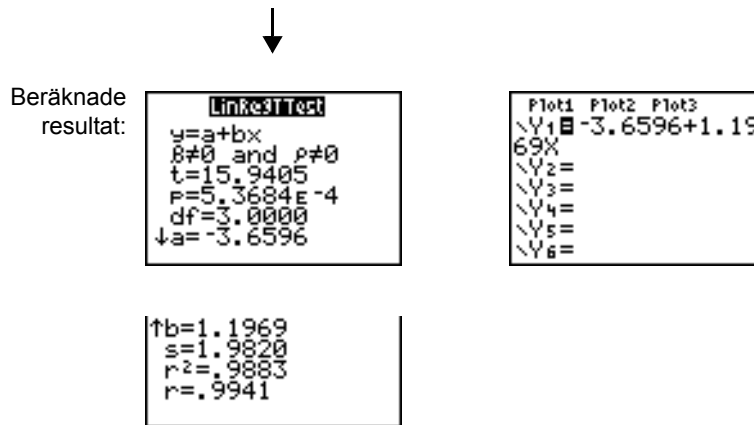 Beräknade
resultat:
LinRegTTest
y=a+bx
β≠0 and ρ≠0
t=15.9405
p=5.3684ᴇ-4
df=3.0000
↓a=-3.6596
Plot1 Plot2 Plot3
\Y1=-3.6596+1.19
69X
\Y2=
\Y3=
\Y4=
\Y5=
\Y6=
↑b=1.1969
s=1.9820
r²=.9883
r=.9941